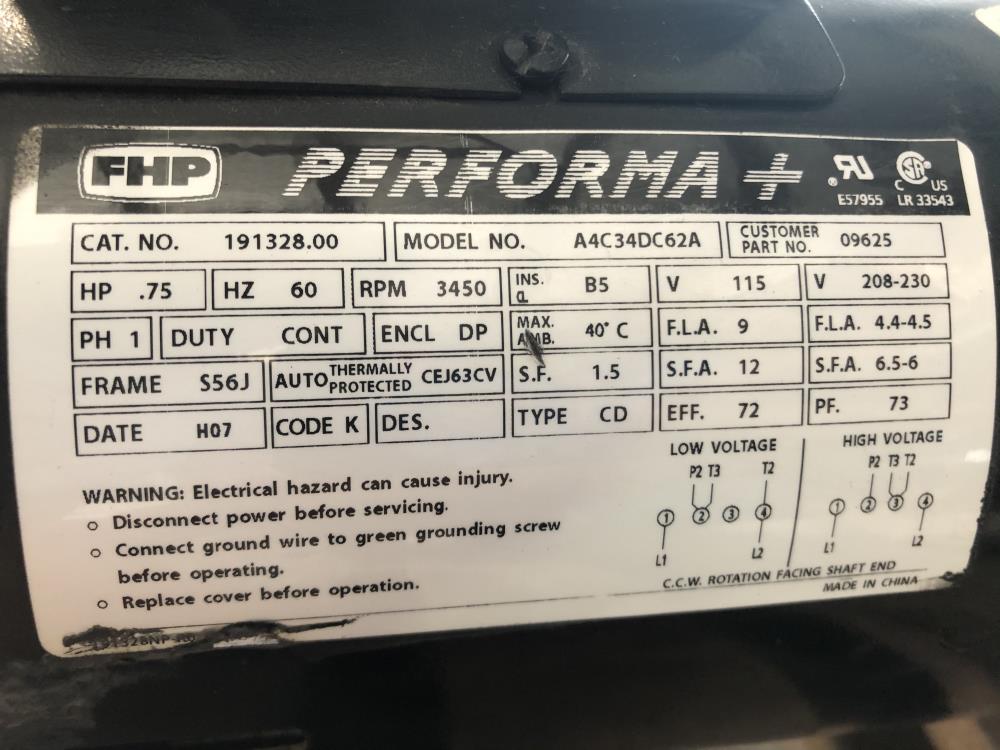 FHP PERFORMA +
E57955
C US
LR 33543
CAT. NO. 191328.00 MODEL NO. A4C34DC62A CUSTOMER PART NO. 09625
HP .75 HZ 60 RPM 3450 INS. CL B5 V 115 V 208-230
PH 1 DUTY CONT ENCL DP MAX. AMB. 40° C F.L.A. 9 F.L.A. 4.4-4.5
FRAME S56J AUTO THERMALLY PROTECTED CEJ63CV S.F. 1.5 S.F.A. 12 S.F.A. 6.5-6
DATE H07 CODE K DES. TYPE CD EFF. 72 PF. 73
WARNING: Electrical hazard can cause injury.
Disconnect power before servicing.
Connect ground wire to green grounding screw
before operating.
Replace cover before operation.
LOW VOLTAGE
P2 T3 T2
1 2 3 4
L1 L2
HIGH VOLTAGE
P2 T3 T2
1 2 3 4
L1 L2
C.C.W. ROTATION FACING SHAFT END
MADE IN CHINA